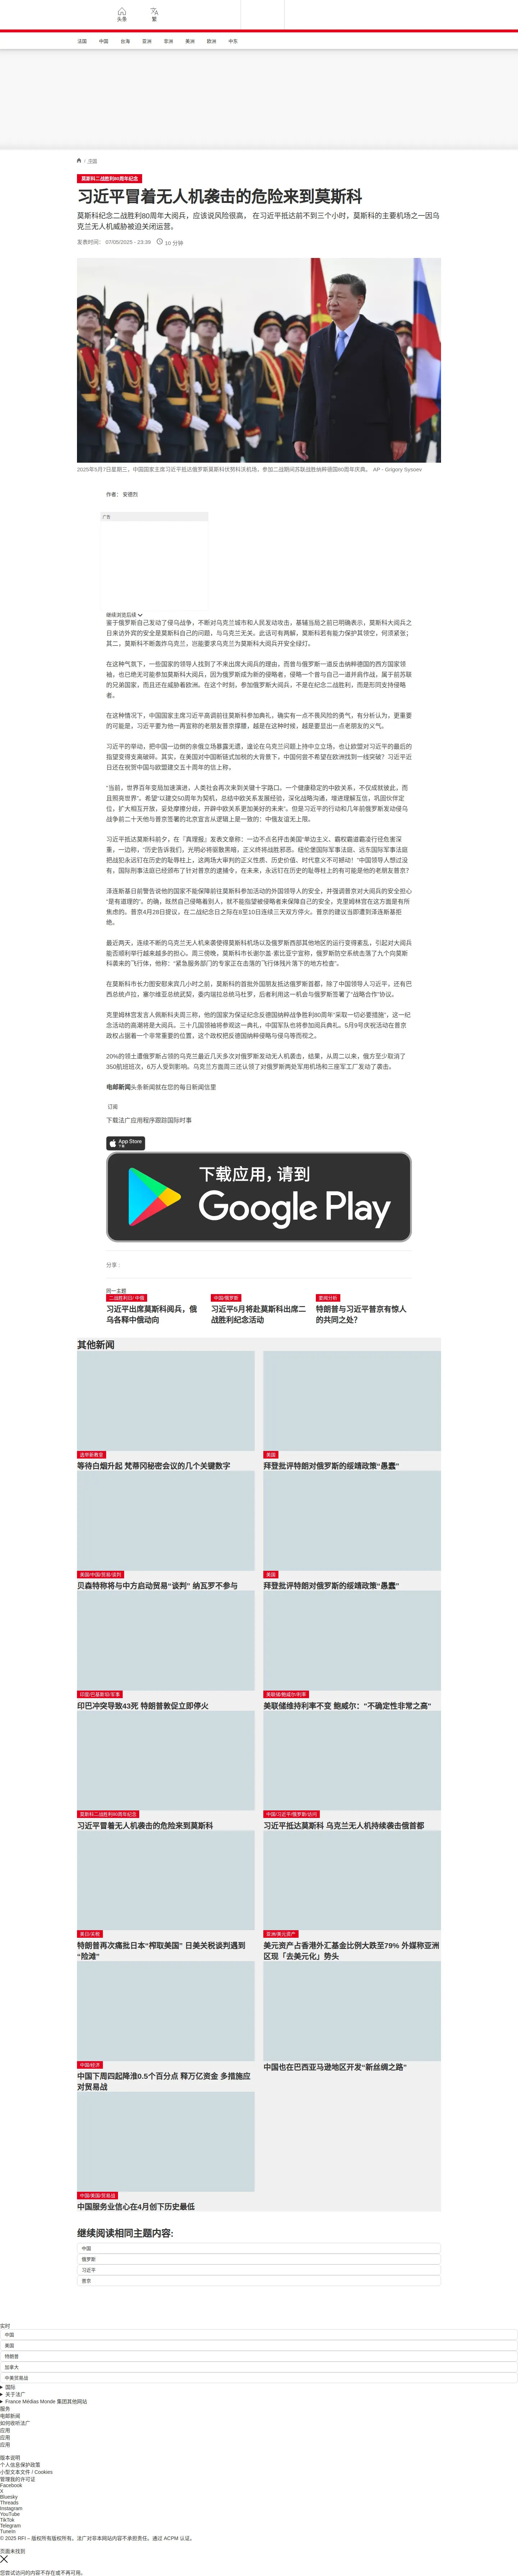 头条
繁
法国
中国
台海
亚洲
非洲
美洲
欧洲
中东
/ 中国
莫斯科二战胜利80周年纪念
习近平冒着无人机袭击的危险来到莫斯科
莫斯科纪念二战胜利80周年大阅兵，应该说风险很高， 在习近平抵达前不到三个小时，莫斯科的主要机场之一因乌
克兰无人机威胁被迫关闭运营。
发表时间： 07/05/2025 - 23:39
10 分钟
2025年5月7日星期三，中国国家主席习近平抵达俄罗斯莫斯科伏努科沃机场，参加二战期间苏联战胜纳粹德国80周年庆典。 AP - Grigory Sysoev
作者： 安德烈
广告
继续浏览后续
鉴于俄罗斯自己发动了侵乌战争，不断对乌克兰城市和人民发动攻击，基辅当局之前已明确表示，莫斯科大阅兵之
日来访外宾的安全是莫斯科自己的问题，与乌克兰无关。此话可有两解，莫斯科若有能力保护其领空，何须紧张；
其二，莫斯科不断轰炸乌克兰，岂能要求乌克兰为莫斯科大阅兵开安全绿灯。
在这种气氛下，一些国家的领导人找到了不来出席大阅兵的理由，而曾与俄罗斯一道反击纳粹德国的西方国家领
袖，也已绝无可能参加莫斯科大阅兵，因为俄罗斯成为新的侵略者，侵略一个曾与自己一道并肩作战，属于前苏联
的兄弟国家，而且还在威胁着欧洲。在这个时刻，参加俄罗斯大阅兵，不是在纪念二战胜利，而是形同支持侵略
者。
在这种情况下，中国国家主席习近平高调前往莫斯科参加典礼，确实有一点不畏风险的勇气，有分析认为，更重要
的可能是，习近平要为他一再宣称的老朋友普京撑腰，越是在这种时候，越是要显出一点老朋友的义气。
习近平的举动，把中国一边倒的亲俄立场暴露无遗，遑论在乌克兰问题上持中立立场，也让欧盟对习近平的最后的
指望变得支离破碎。其实，在美国对中国断链式加税的大背景下，中国何尝不希望在欧洲找到一线突破？习近平近
日还在祝贺中国与欧盟建交五十周年的信上称。
“当前，世界百年变局加速演进，人类社会再次来到关键十字路口。一个健康稳定的中欧关系，不仅成就彼此，而
且照亮世界”。希望“以建交50周年为契机，总结中欧关系发展经验，深化战略沟通，增进理解互信，巩固伙伴定
位，扩大相互开放，妥处摩擦分歧，开辟中欧关系更加美好的未来”。但是习近平的行动和几年前俄罗斯发动侵乌
战争前二十天他与普京签署的北京宣言从逻辑上是一致的：中俄友谊无上限。
习近平抵达莫斯科前夕，在『真理报』发表文章称：一边不点名抨击美国“单边主义、霸权霸道霸凌行径危害深
重，一边称，“历史告诉我们，光明必将驱散黑暗，正义终将战胜邪恶。纽伦堡国际军事法庭、远东国际军事法庭
把战犯永远钉在历史的耻辱柱上，这两场大审判的正义性质、历史价值、时代意义不可撼动！”中国领导人想过没
有，国际刑事法庭已经颁布了针对普京的逮捕令，在未来，永远钉在历史的耻辱柱上的有可能是他的老朋友普京？
泽连斯基日前警告说他的国家不能保障前往莫斯科参加活动的外国领导人的安全，并强调普京对大阅兵的安全担心
“是有道理的”。的确，既然自己侵略着别人，就不能指望被侵略者来保障自己的安全，克里姆林宫在这方面是有所
焦虑的。普京4月28日提议，在二战纪念日之际在8至10日连续三天双方停火。普京的建议当即遭到泽连斯基拒
绝。
最近两天，连续不断的乌克兰无人机来袭使得莫斯科机场以及俄罗斯西部其他地区的运行变得紊乱，引起对大阅兵
能否顺利举行越来越多的担心。周三傍晚，莫斯科市长谢尔盖·索比亚宁宣称，俄罗斯防空系统击落了九个向莫斯
科袭来的飞行体，他称：“紧急服务部门的专家正在击落的飞行体残片落下的地方检查”。
在莫斯科市长力图安慰来宾几小时之前，莫斯科的首批外国朋友抵达俄罗斯首都，除了中国领导人习近平，还有巴
西总统卢拉，塞尔维亚总统武契，委内瑞拉总统马杜罗，后者利用这一机会与俄罗斯签署了“战略合作”协议。
克里姆林宫发言人佩斯科夫周三称，他的国家为保证纪念反德国纳粹战争胜利80周年“采取一切必要措施”，这一纪
念活动的高潮将是大阅兵。三十几国领袖将参观这一典礼，中国军队也将参加阅兵典礼。5月9日庆祝活动在普京
政权占据着一个非常重要的位置，这个政权把反德国纳粹侵略与侵乌等而视之。
20%的领土遭俄罗斯占领的乌克兰最近几天多次对俄罗斯发动无人机袭击，结果，从周二以来，俄方至少取消了
350航班班次，6万人受到影响。乌克兰方面周三还认领了对俄罗斯两处军用机场和三座军工厂发动了袭击。
电邮新闻头条新闻就在您的每日新闻信里
订阅
下载法广应用程序跟踪国际时事
App Store
下载应用，请到
Google Play
分享 :
同一主题
二战胜利日/ 中俄
习近平出席莫斯科阅兵，俄
乌各释中俄动向
中国/俄罗斯
习近平5月将赴莫斯科出席二
战胜利纪念活动
要闻分析
特朗普与习近平普京有惊人
的共同之处？
其他新闻
选举新教皇
等待白烟升起 梵蒂冈秘密会议的几个关键数字
美国
拜登批评特朗对俄罗斯的绥靖政策“愚蠢”
美国/中国/贸易/谈判
贝森特称将与中方启动贸易“谈判” 纳瓦罗不参与
美国
拜登批评特朗对俄罗斯的绥靖政策“愚蠢”
印度/巴基斯坦/军事
印巴冲突导致43死 特朗普敦促立即停火
美联储/鲍威尔/利率
美联储维持利率不变 鲍威尔：“不确定性非常之高”
莫斯科二战胜利80周年纪念
习近平冒着无人机袭击的危险来到莫斯科
中国/习近平/俄罗斯/访问
习近平抵达莫斯科 乌克兰无人机持续袭击俄首都
美日/关税
特朗普再次痛批日本“榨取美国” 日美关税谈判遇到
“险滩”
亚洲/美元资产
美元资产占香港外汇基金比例大跌至79% 外媒称亚洲
区现「去美元化」势头
中国/经济
中国下周四起降淮0.5个百分点 释万亿资金 多措施应
对贸易战
中国也在巴西亚马逊地区开发“新丝绸之路”
中国/美国/贸易战
中国服务业信心在4月创下历史最低
继续阅读相同主题内容:
中国
俄罗斯
习近平
普京
实时
中国
美国
特朗普
加拿大
中美贸易战
国际
关于法广
France Médias Monde 集团其他网站
服务
电邮新闻
如何收听法广
应用
应用
应用
版本说明
个人信息保护政策
小型文本文件 / Cookies
管理我的许可证
Facebook
X
Bluesky
Threads
Instagram
YouTube
TikTok
Telegram
TuneIn
© 2025 RFI – 版权所有版权所有。法广对非本网站内容不承担责任。通过 ACPM 认证。
页面未找到
您尝试访问的内容不存在或不再可用。